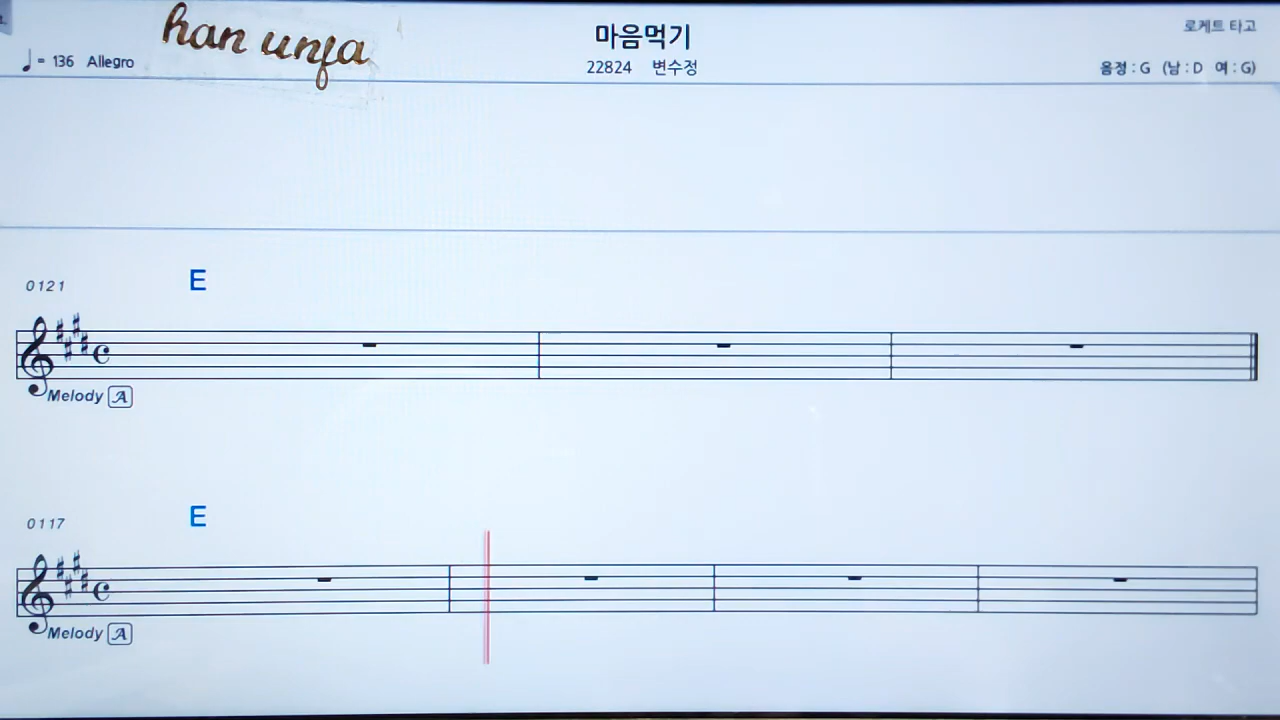 han unfa
♩ = 136 Allegro
마음먹기
22824 변수정
로케트 타고
음정 : G (남 : D 여 : G)
0121
E
Melody A
0117
E
Melody A